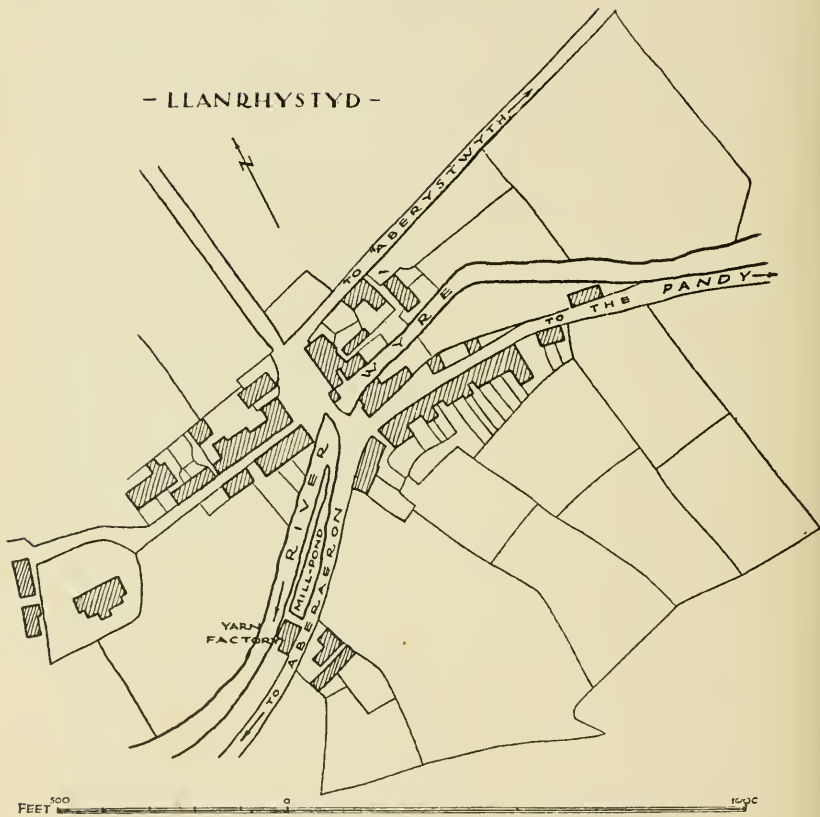 - LLANRHYSTYD -
N
TO ABERYSTWYTH
WYRE
TO THE PANDY
RIVER
MILL-POND
YARN
FACTORY
TO ABERAERON
FEET 500 0 1000